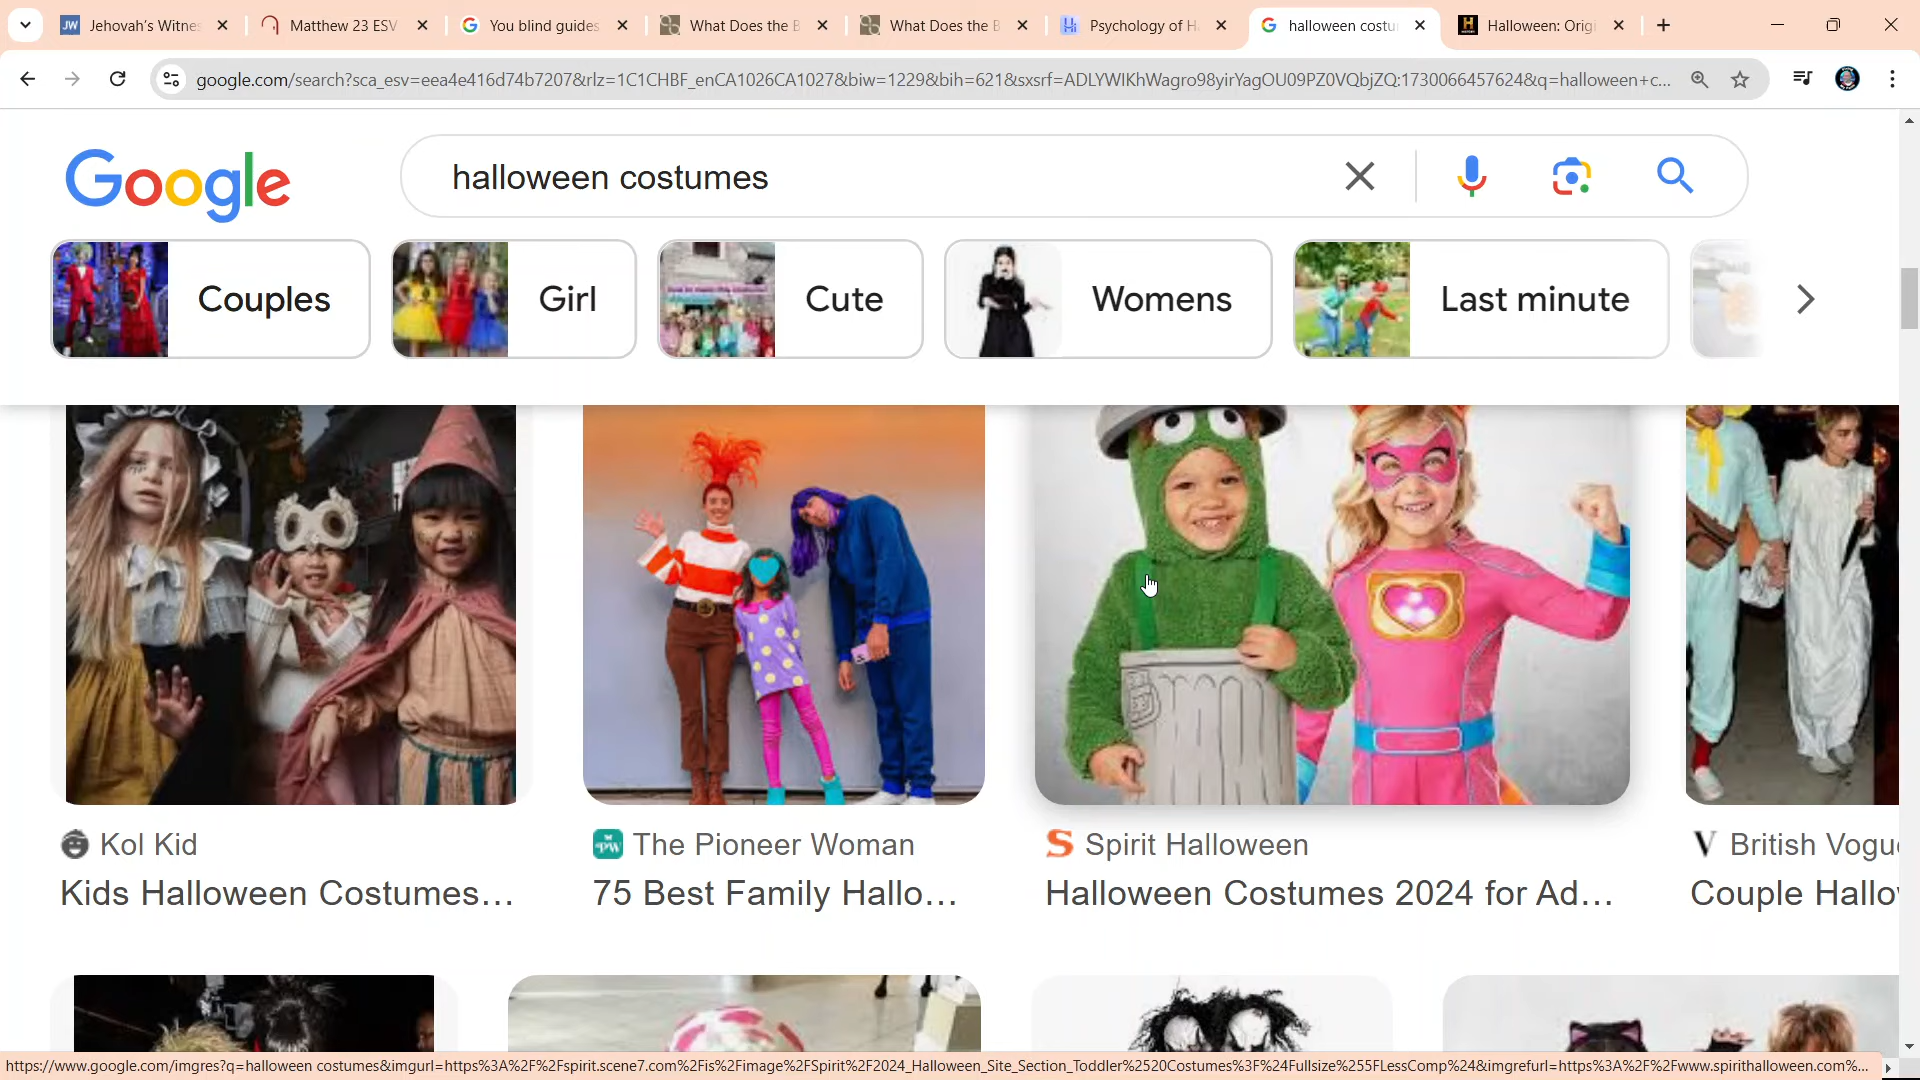 Jehovah's Witnes
Matthew 23 ESV
You blind guides
What Does the B
What Does the B
Psychology of H
halloween costu
Halloween: Orig
google.com/search?sca_esv=eea4e416d74b7207&rlz=1C1CHBF_enCA1026CA1027&biw=1229&bih=621&sxsrf=ADLYWIKhWagro98yirYagOU09PZ0VQbjZQ:1730066457624&q=halloween+c...
Google
halloween costumes
Couples
Girl
Cute
Womens
Last minute
Kol Kid
Kids Halloween Costumes...
The Pioneer Woman
75 Best Family Hallo...
Spirit Halloween
Halloween Costumes 2024 for Ad...
British Vogu
Couple Hallo
https://www.google.com/imgres?q=halloween costumes&imgurl=https%3A%2F%2Fspirit.scene7.com%2Fis%2Fimage%2FSpirit%2F2024_Halloween_Site_Section_Toddler%2520Costumes%3F%24Fullsize%255FLessComp%24&imgrefurl=https%3A%2F%2Fwww.spirithalloween.com%...